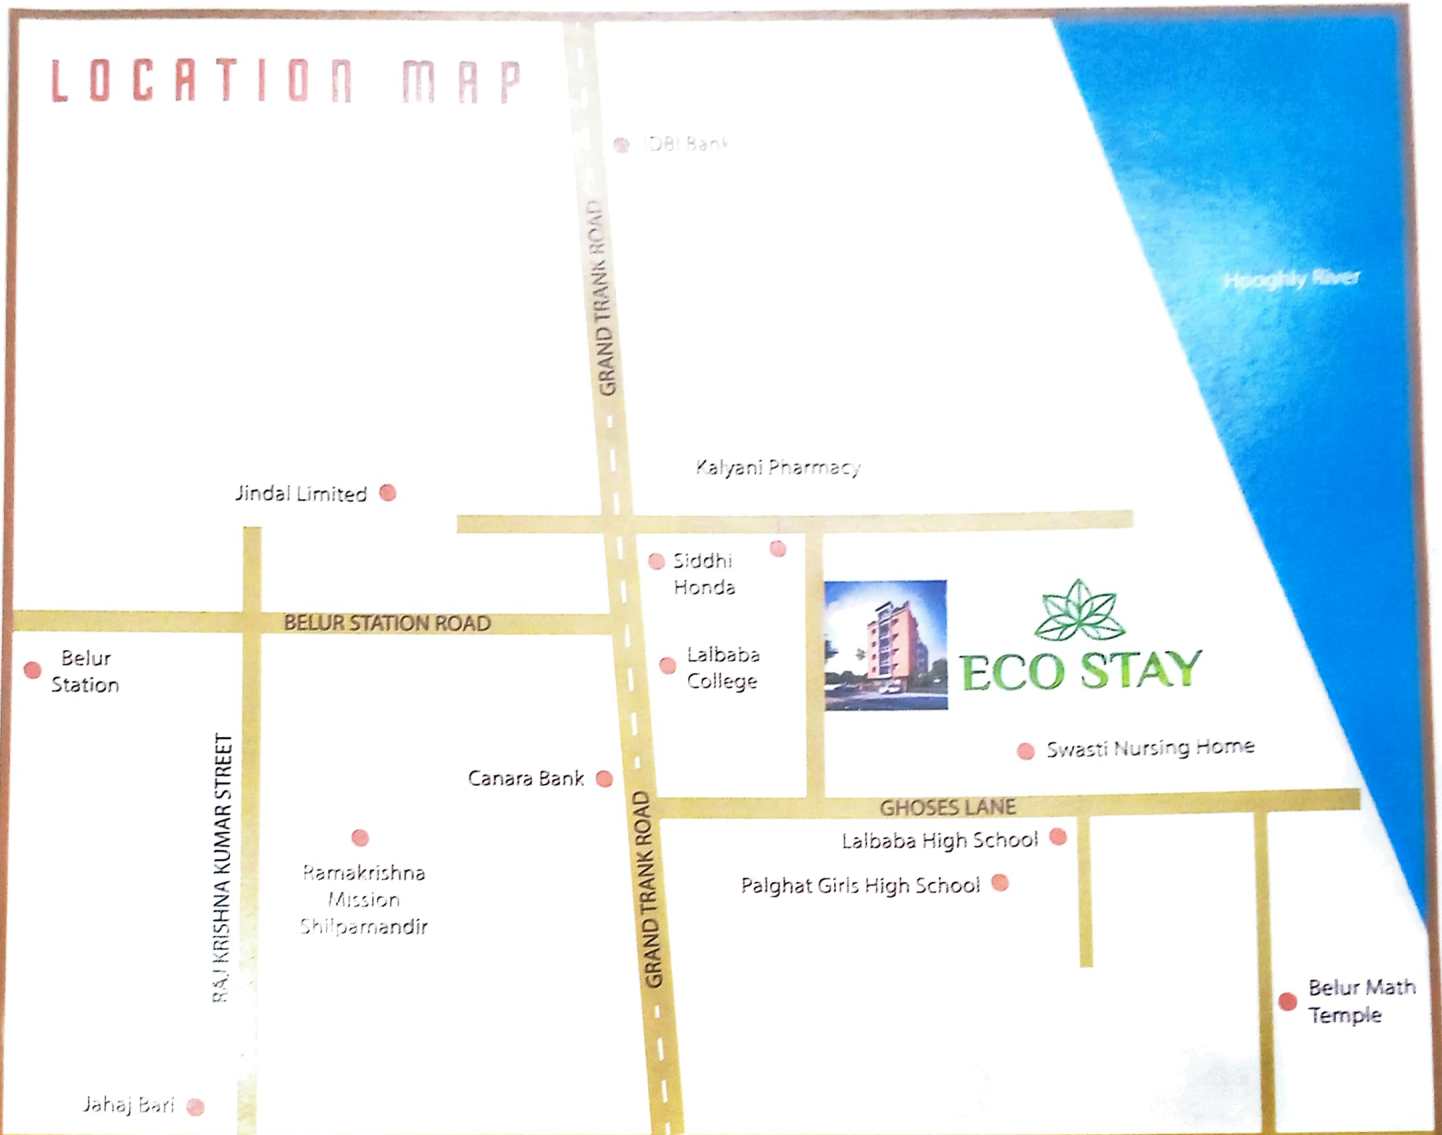 LOCATION MAP
IDBI Bank
GRAND TRANK ROAD
Hooghly River
Kalyani Pharmacy
Jindal Limited
Siddhi
Honda
BELUR STATION ROAD
Belur
Station
Lalbaba
College
ECO STAY
Swasti Nursing Home
Canara Bank
RAJ KRISHNA KUMAR STREET
GRAND TRANK ROAD
GHOSES LANE
Lalbaba High School
Palghat Girls High School
Ramakrishna
Mission
Shilpamandir
Belur Math
Temple
Jahaj Bari